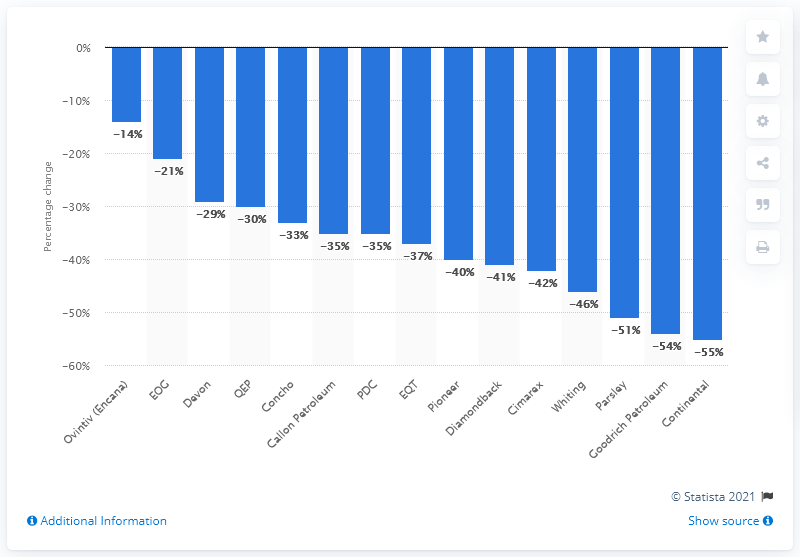 Percentage change
0%
-10%
-20%
-30%
-40%
-50%
-60%
-14%
-21%
-29%
-30%
-33%
-35%
-35%
-37%
-40%
-41%
-42%
-46%
-51%
-54%
-55%
Ovintiv (Encana)
EOG
Devon
QEP
Concho
Callon Petroleum
PDC
EQT
Pioneer
Diamondback
Cimarex
Whiting
Parsley
Goodrich Petroleum
Continental
© Statista 2021
Additional Information
Show source